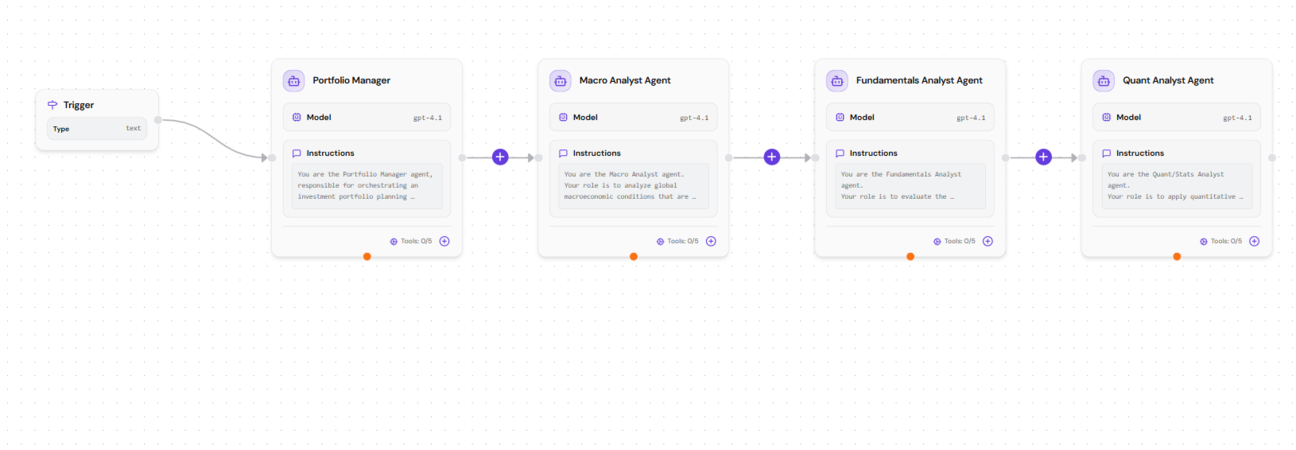 Trigger
Type text
Portfolio Manager
Model gpt-4.1
Instructions
You are the Portfolio Manager agent,
responsible for orchestrating an
investment portfolio planning …
Tools: 0/5
Macro Analyst Agent
Model gpt-4.1
Instructions
You are the Macro Analyst agent.
Your role is to analyze global
macroeconomic conditions that are …
Tools: 0/5
Fundamentals Analyst Agent
Model gpt-4.1
Instructions
You are the Fundamentals Analyst
agent.
Your role is to evaluate the …
Tools: 0/5
Quant Analyst Agent
Model gpt-4.1
Instructions
You are the Quant/Stats Analyst
agent.
Your role is to apply quantitative …
Tools: 0/5